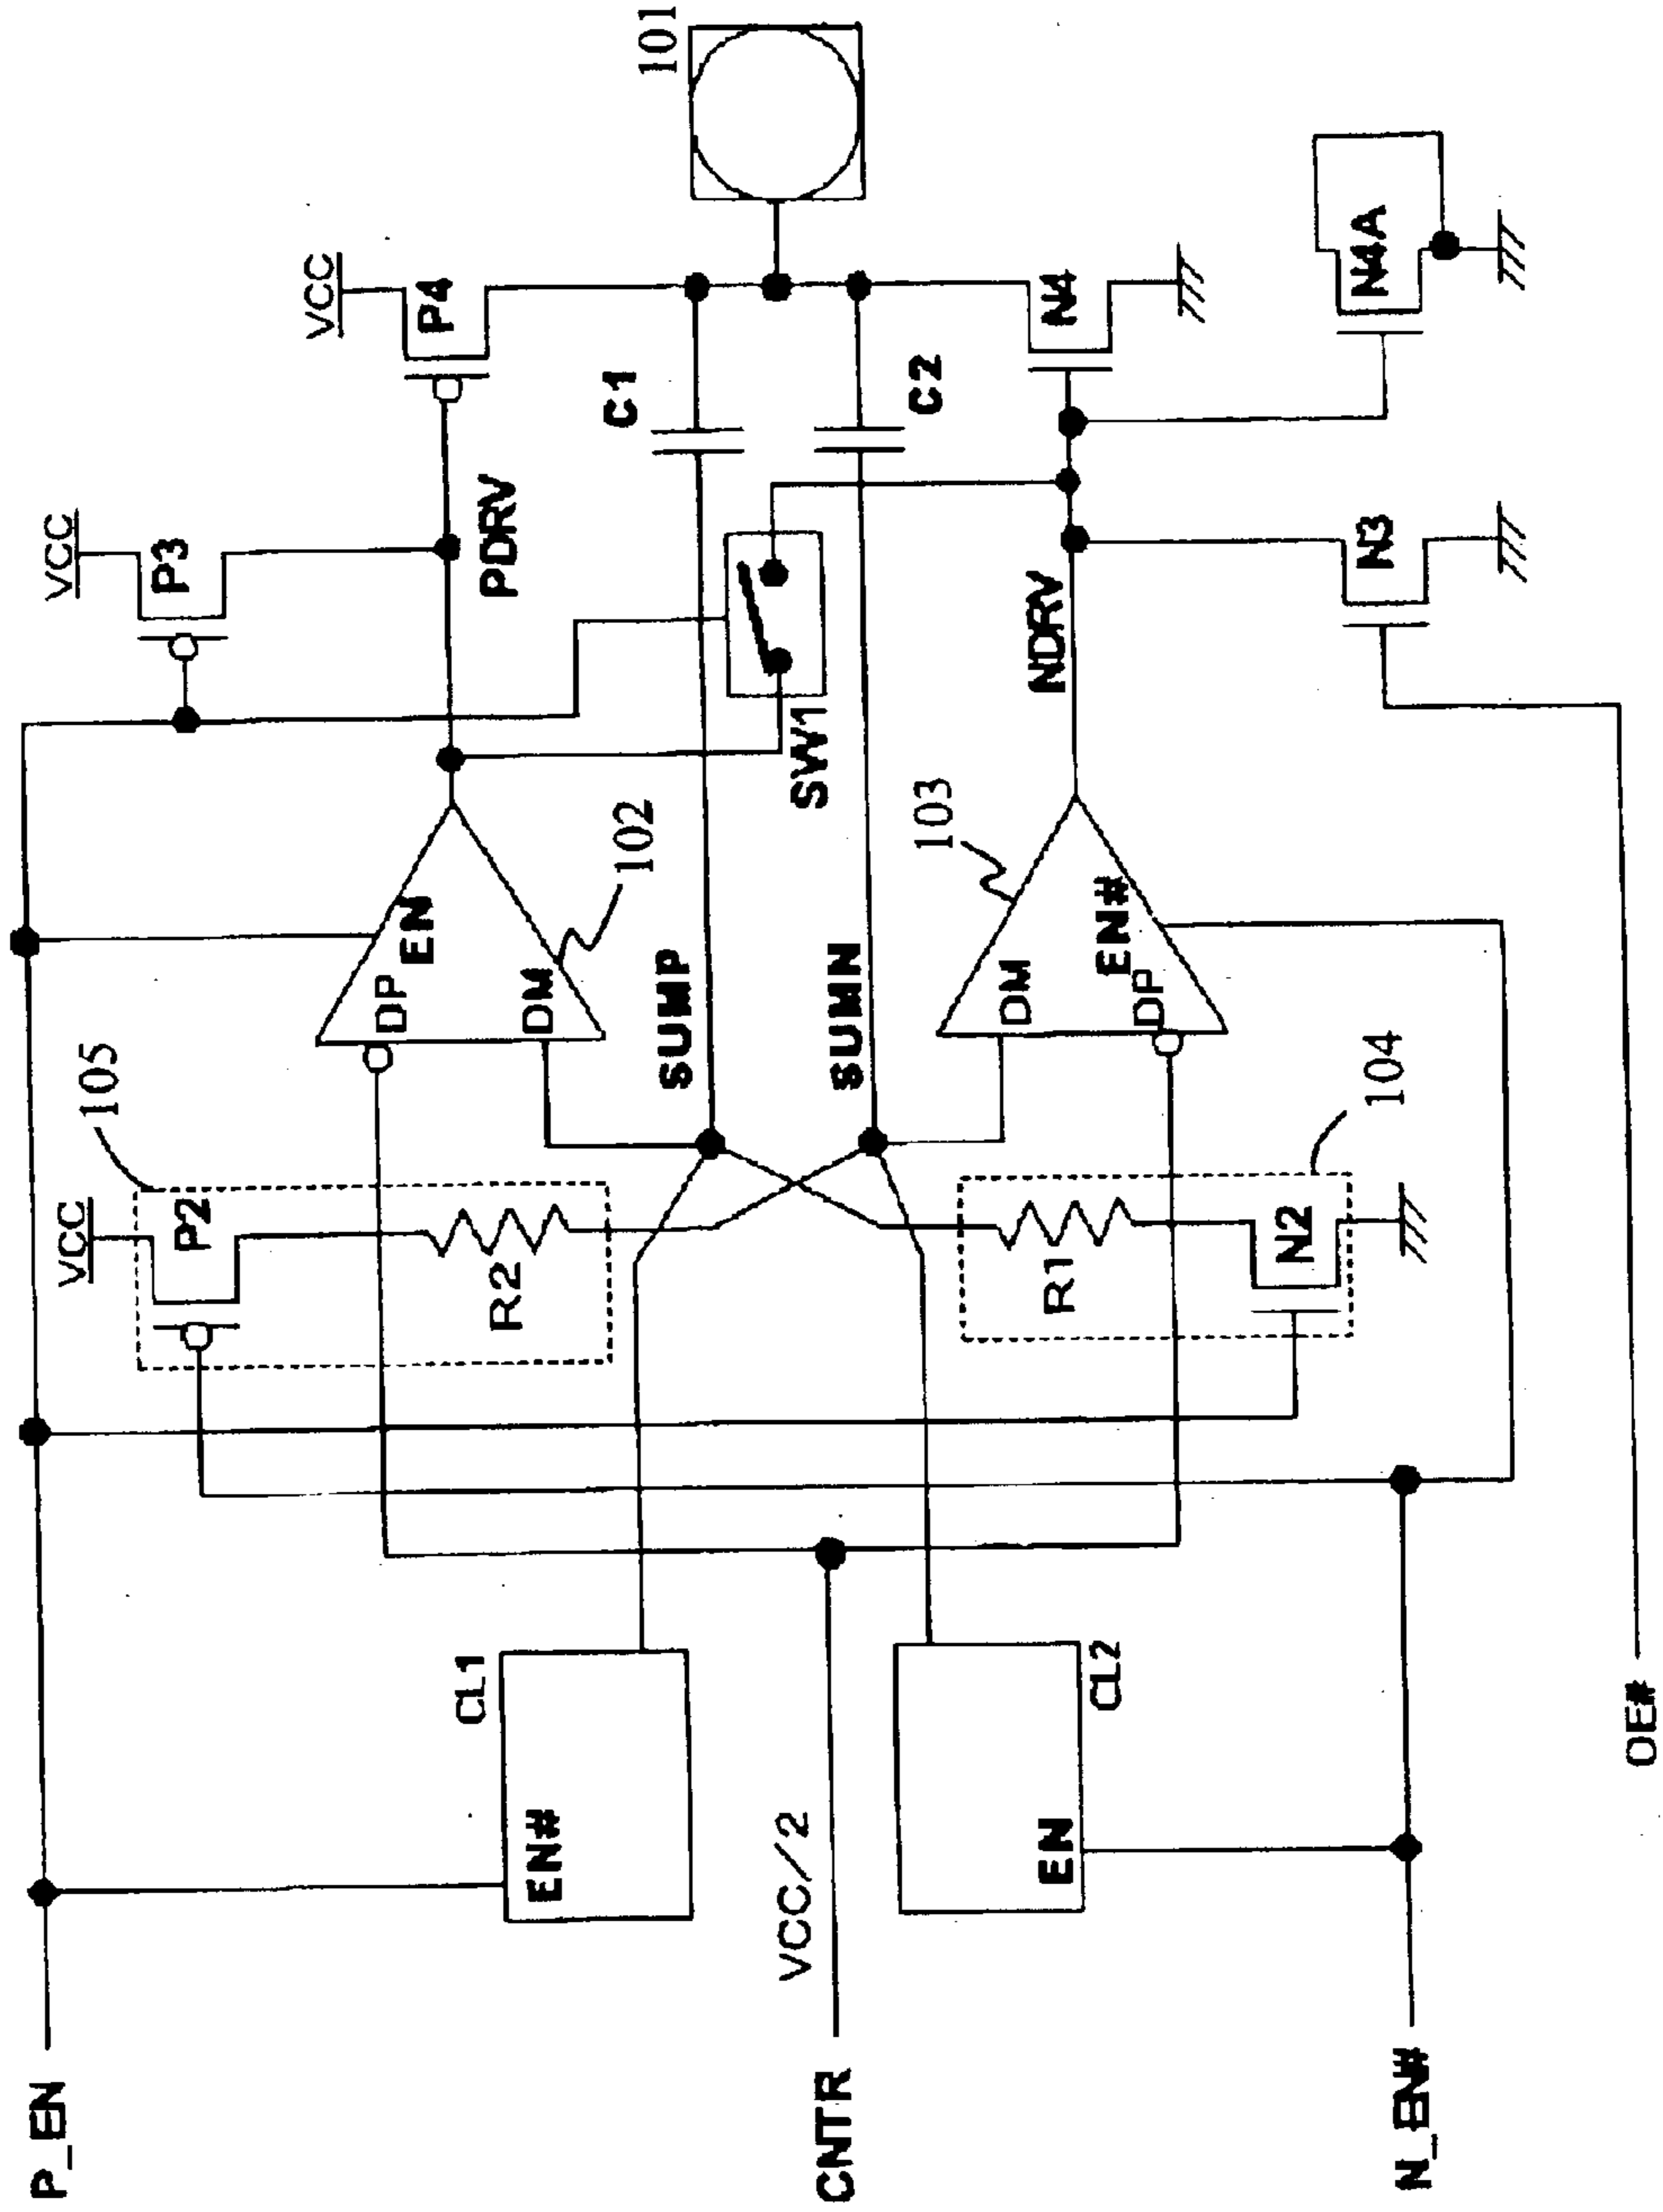 P_EN
CNTR
VCC/2
N_EN#
OE#
CL1
EN#
CL2
EN
105
VCC
P2
R2
104
R1
N2
DP
EN
DM
102
SUMP
SUMN
103
DM
EN#
DP
VCC
P3
PDRV
SW1
NDRV
N3
VCC
P4
C1
C2
N4
N4A
101